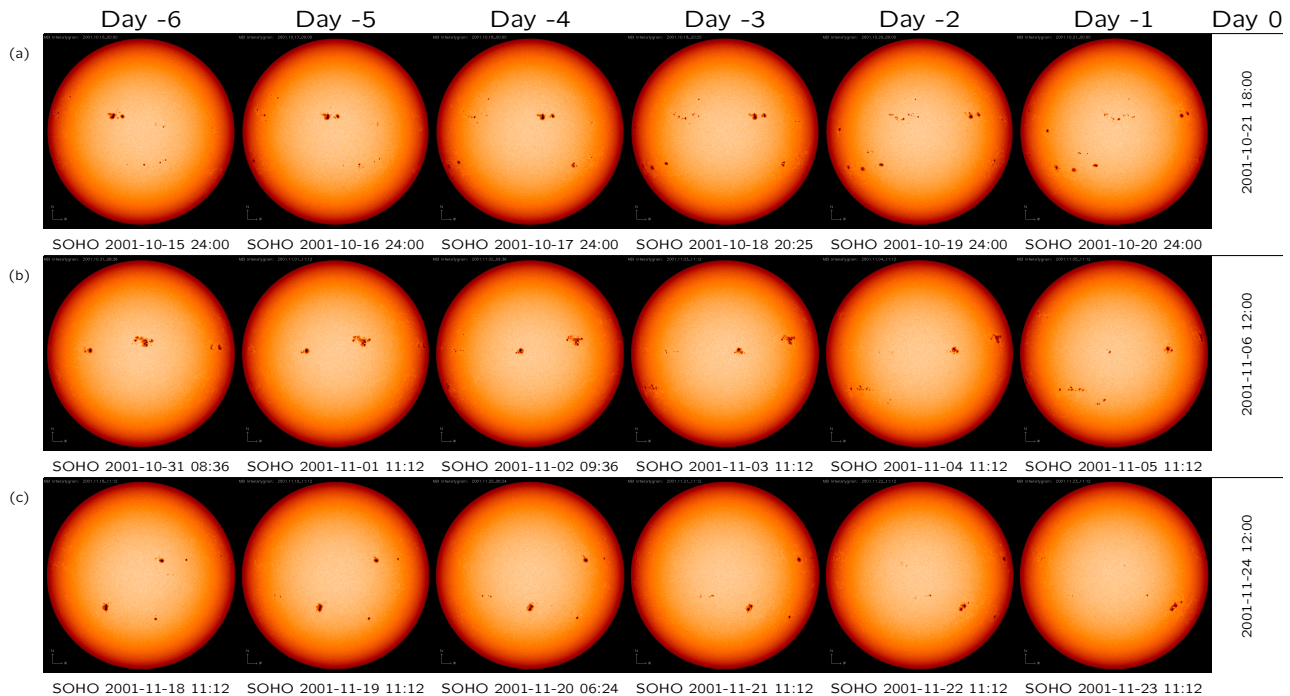 Day -6 Day -5 Day -4 Day -3 Day -2 Day -1 Day 0
(a)
2001-10-21 18:00
SOHO 2001-10-15 24:00 SOHO 2001-10-16 24:00 SOHO 2001-10-17 24:00 SOHO 2001-10-18 20:25 SOHO 2001-10-19 24:00 SOHO 2001-10-20 24:00
(b)
2001-11-06 12:00
SOHO 2001-10-31 08:36 SOHO 2001-11-01 11:12 SOHO 2001-11-02 09:36 SOHO 2001-11-03 11:12 SOHO 2001-11-04 11:12 SOHO 2001-11-05 11:12
(c)
2001-11-24 12:00
SOHO 2001-11-18 11:12 SOHO 2001-11-19 11:12 SOHO 2001-11-20 06:24 SOHO 2001-11-21 11:12 SOHO 2001-11-22 11:12 SOHO 2001-11-23 11:12